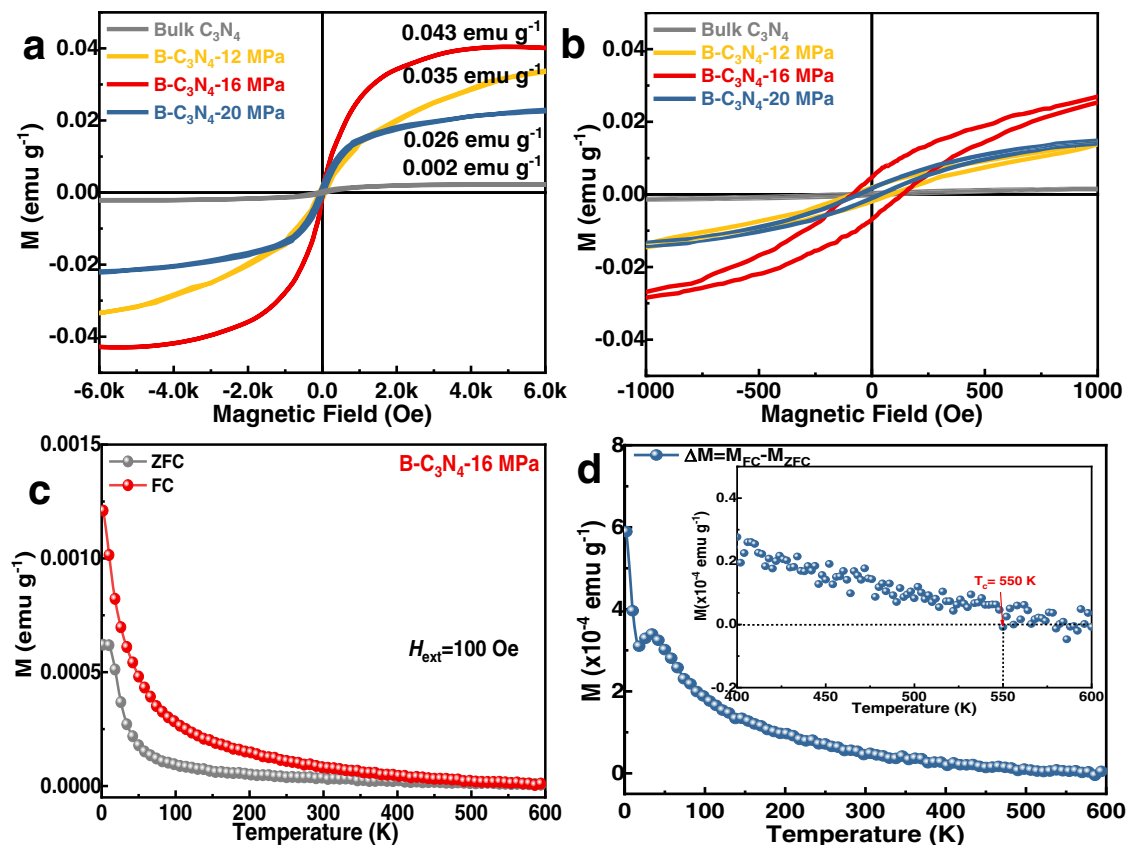 a
Bulk C₃N₄
B-C₃N₄-12 MPa
B-C₃N₄-16 MPa
B-C₃N₄-20 MPa
0.043 emu g⁻¹
0.035 emu g⁻¹
0.026 emu g⁻¹
0.002 emu g⁻¹
0.04
0.02
0.00
-0.02
-0.04
M (emu g⁻¹)
-6.0k
-4.0k
-2.0k
0.0
2.0k
4.0k
6.0k
Magnetic Field (Oe)
b
Bulk C₃N₄
B-C₃N₄-12 MPa
B-C₃N₄-16 MPa
B-C₃N₄-20 MPa
0.04
0.02
0.00
-0.02
-0.04
M (emu g⁻¹)
-1000
-500
0
500
1000
Magnetic Field (Oe)
c
ZFC
FC
B-C₃N₄-16 MPa
Hext=100 Oe
0.0015
0.0010
0.0005
0.0000
M (emu g⁻¹)
0
100
200
300
400
500
600
Temperature (K)
d
ΔM=MFC-MZFC
8
6
4
2
0
M (x10⁻⁴ emu g⁻¹)
0
100
200
300
400
500
600
Temperature (K)
0.4
0.2
0.0
-0.2
M(x10⁻⁴ emu g⁻¹)
Tc= 550 K
400
450
500
550
600
Temperature (K)